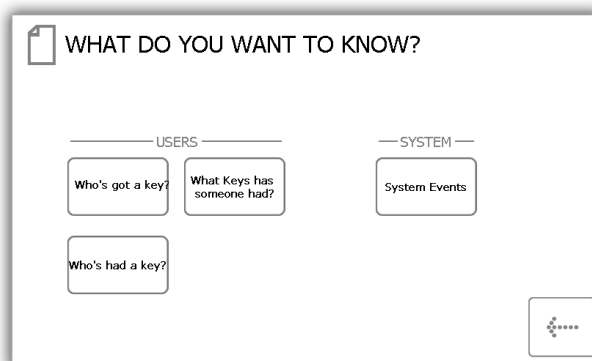 WHAT DO YOU WANT TO KNOW?
USERS
SYSTEM
Who's got a key?
What Keys has
someone had?
System Events
Who's had a key?